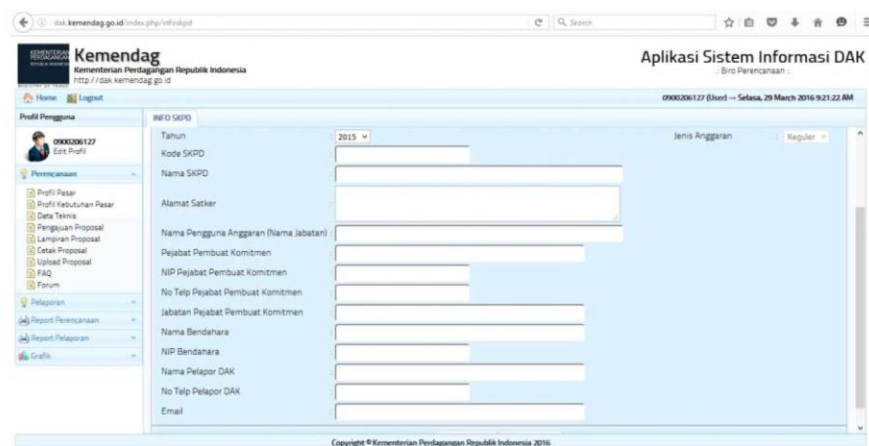 dak.kemendag.go.id/index.php/infoskpd
Search
KEMENTERIAN
PERDAGANGAN
REPUBLIK INDONESIA
Kemendag
Kementerian Perdagangan Republik Indonesia
http://dak.kemendag.go.id
Aplikasi Sistem Informasi DAK
.: Biro Perencanaan :.
Home Logout
0900206127 (User) → Selasa, 29 March 2016 9:21:22 AM
Profil Pengguna
0900206127
Edit Profil
Perencanaan
Profil Pasar
Profil Kebutuhan Pasar
Data Teknis
Pengajuan Proposal
Lampiran Proposal
Cetak Proposal
Upload Proposal
FAQ
Forum
Pelaporan
Report Perencanaan
Report Pelaporan
Grafik
INFO SKPD
Tahun : 2015 Jenis Anggaran : Reguler
Kode SKPD :
Nama SKPD :
Alamat Satker :
Nama Pengguna Anggaran (Nama Jabatan) :
Pejabat Pembuat Komitmen :
NIP Pejabat Pembuat Komitmen :
No Telp Pejabat Pembuat Komitmen :
Jabatan Pejabat Pembuat Komitmen :
Nama Bendahara :
NIP Bendahara :
Nama Pelapor DAK :
No Telp Pelapor DAK :
Email :
Copyright © Kementerian Perdagangan Republik Indonesia 2016